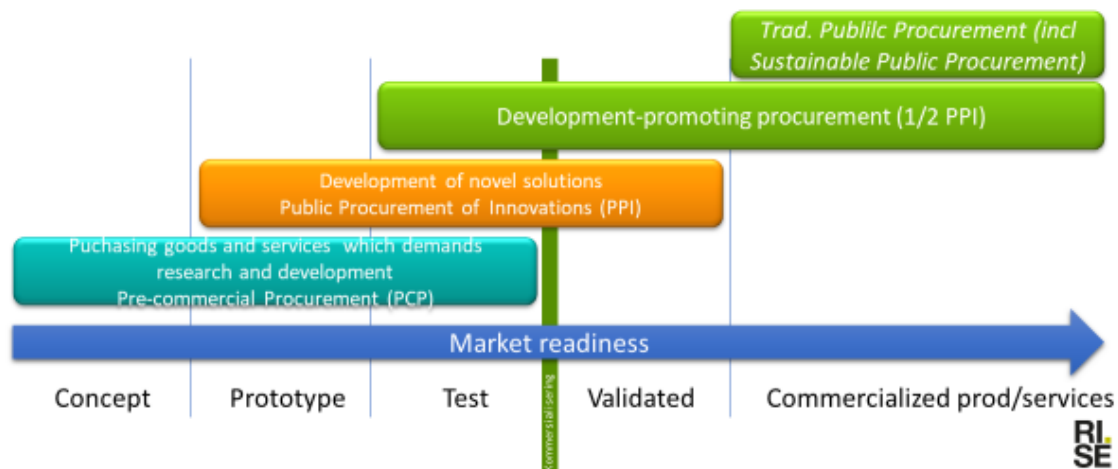 Trad. Publilc Procurement (incl
Sustainable Public Procurement)
Development-promoting procurement (1/2 PPI)
Development of novel solutions
Public Procurement of Innovations (PPI)
Puchasing goods and services which demands
research and development
Pre-commercial Procurement (PCP)
Market readiness
Concept
Prototype
Test
Kommersialisering
Validated
Commercialized prod/services
RI.
SE